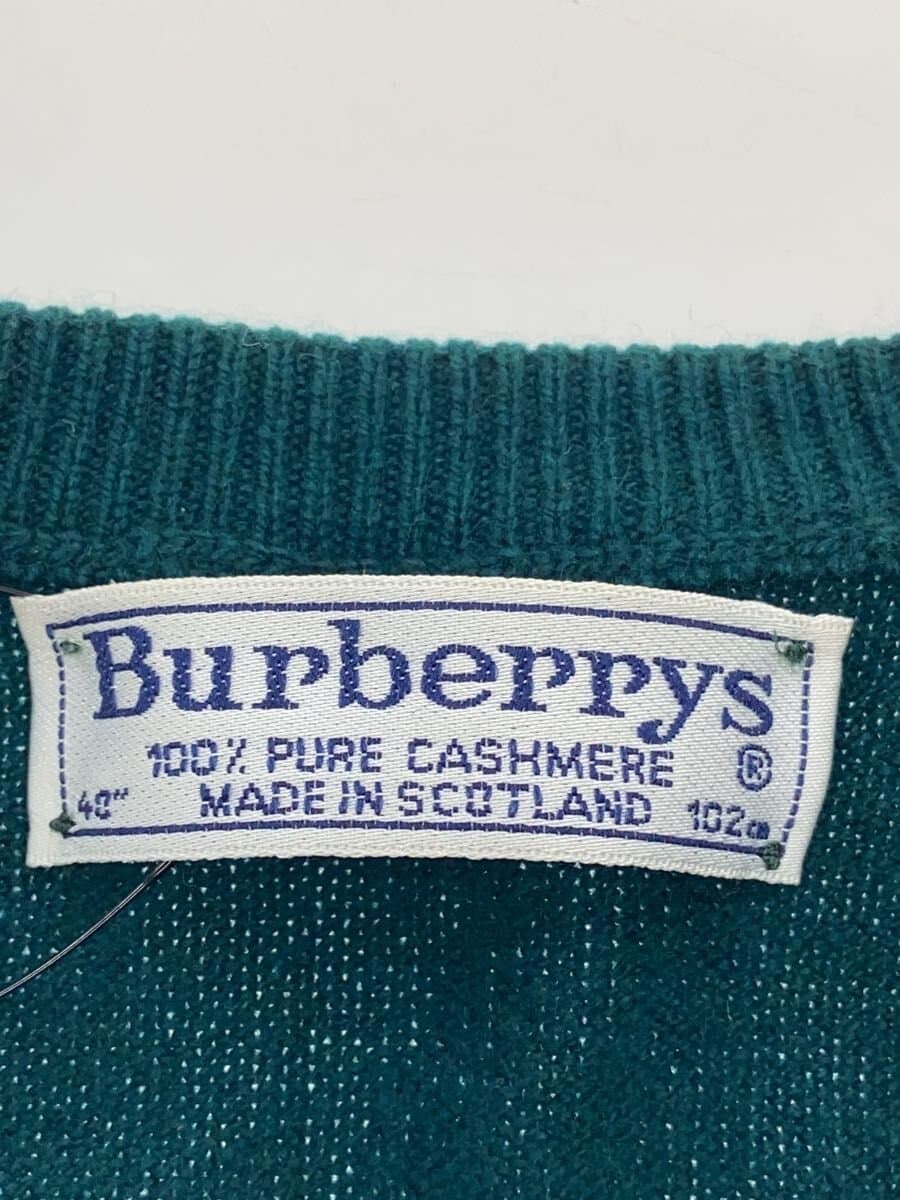 Burberrys
100% PURE CASHMERE ®
40" MADE IN SCOTLAND 102cm